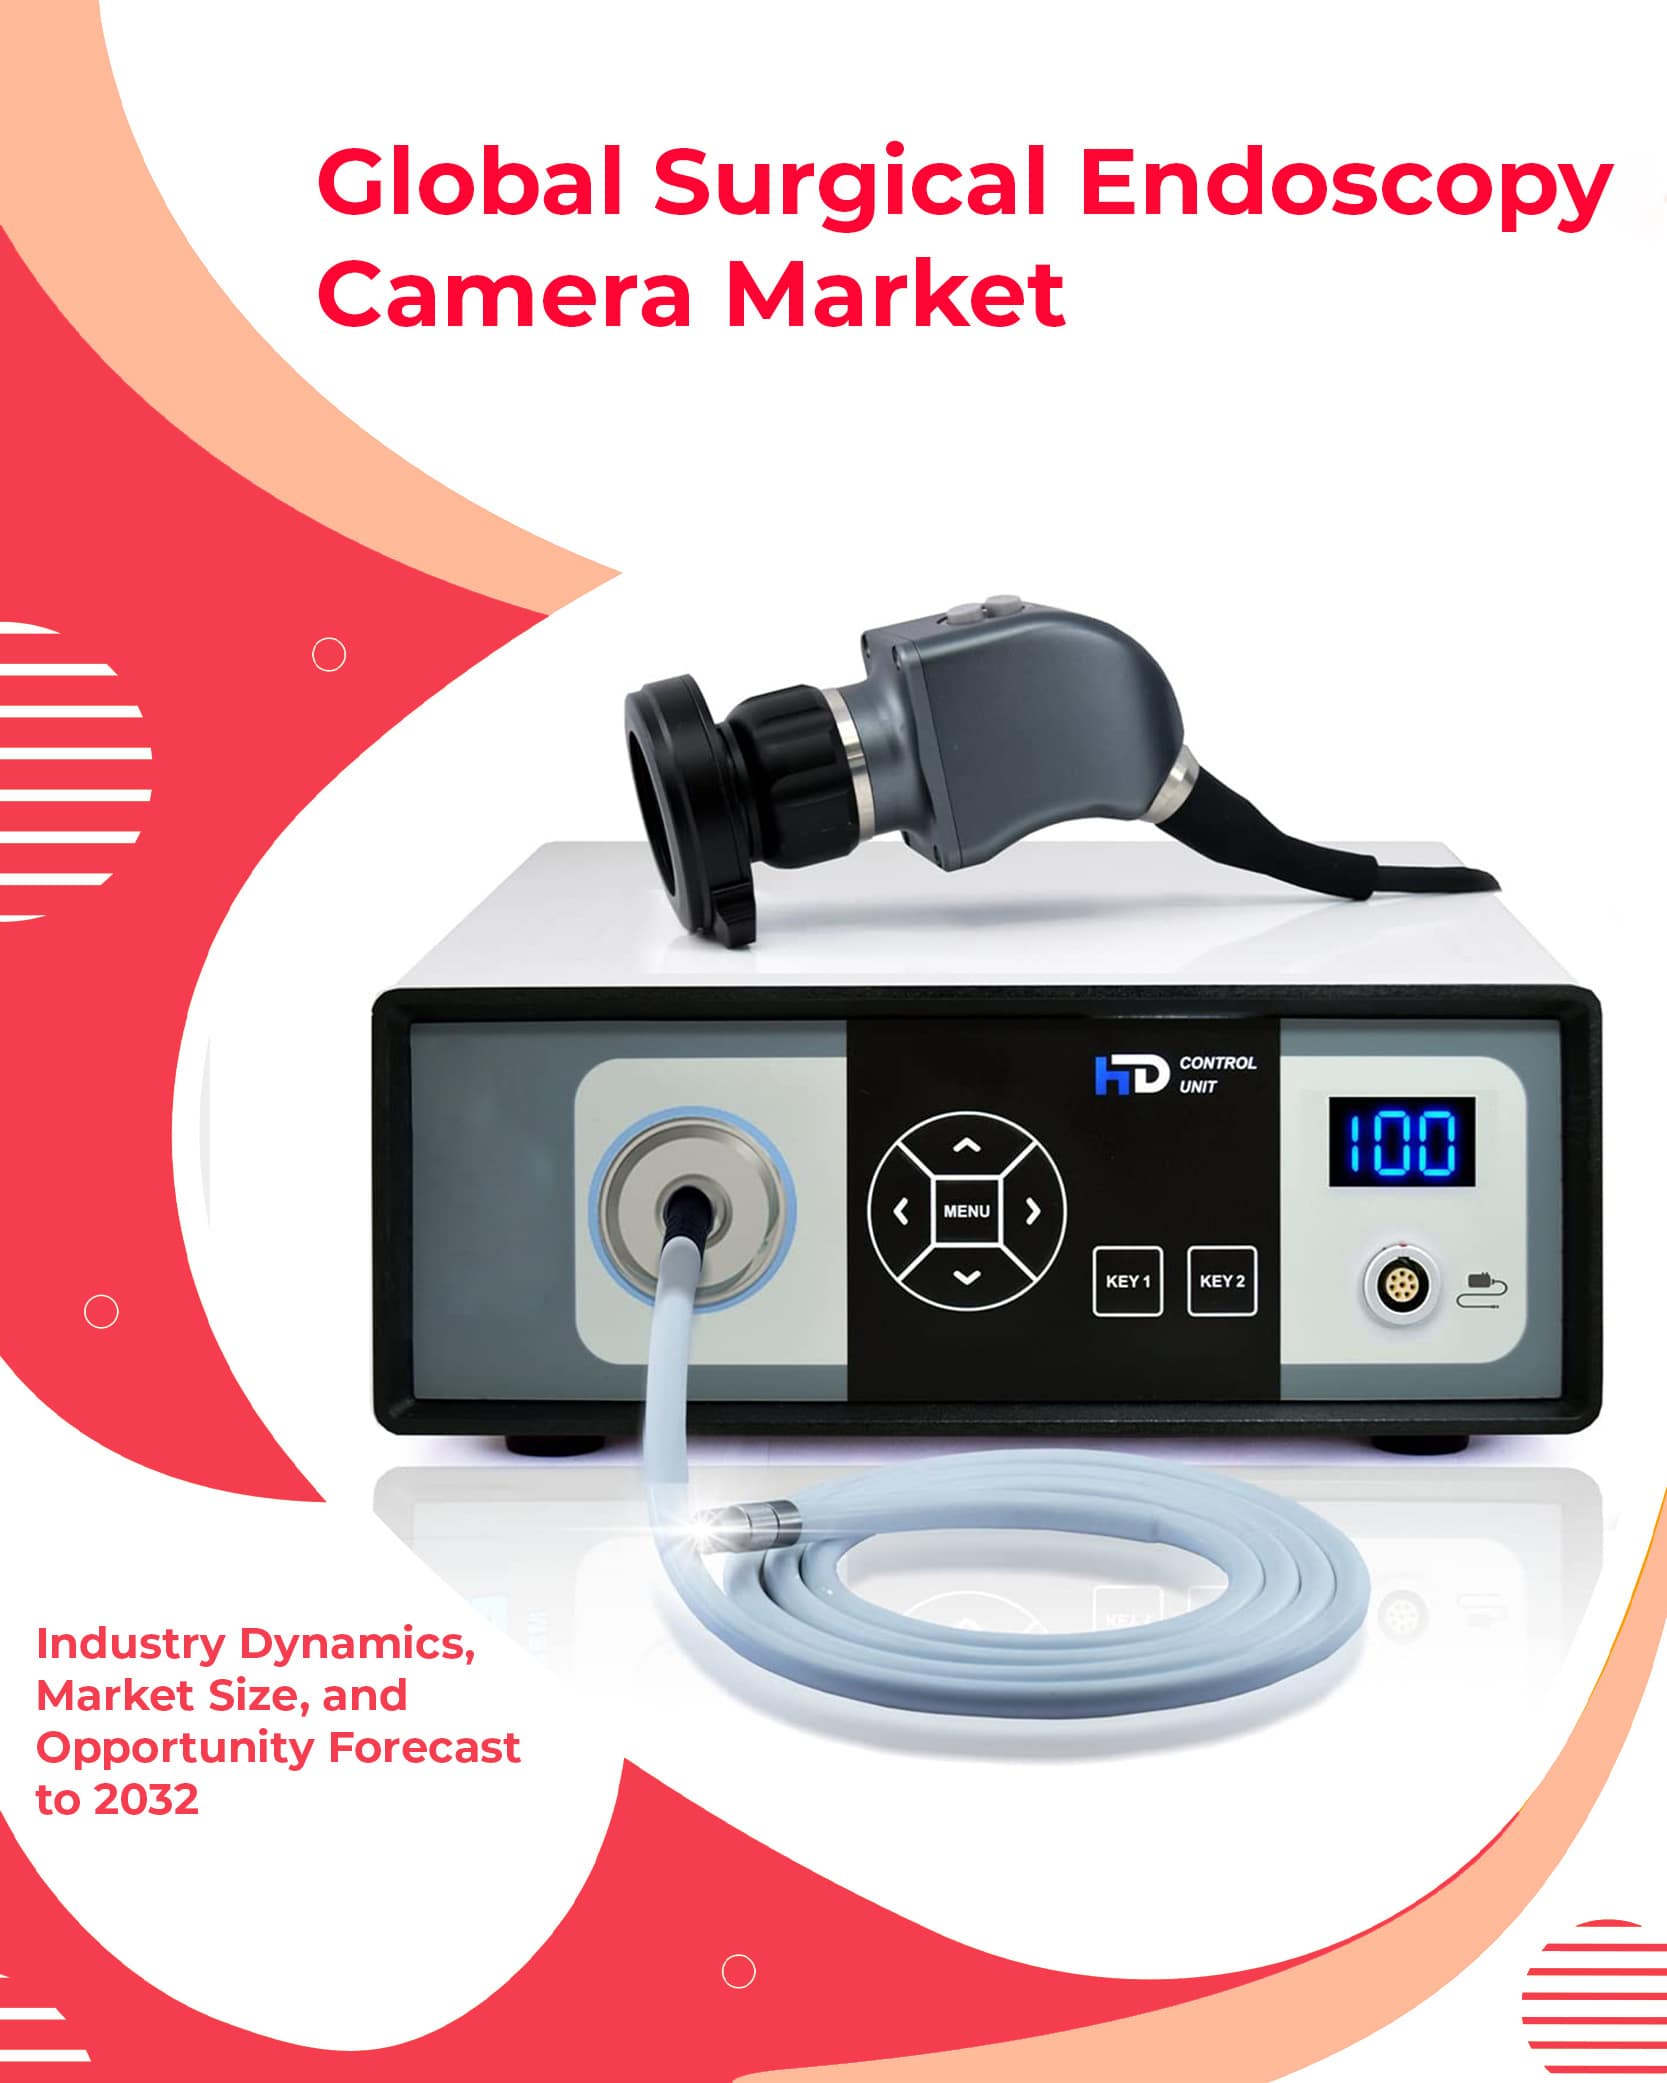 Global Surgical Endoscopy
Camera Market
HD CONTROL
UNIT
100
MENU
KEY 1
KEY 2
Industry Dynamics,
Market Size, and
Opportunity Forecast
to 2032